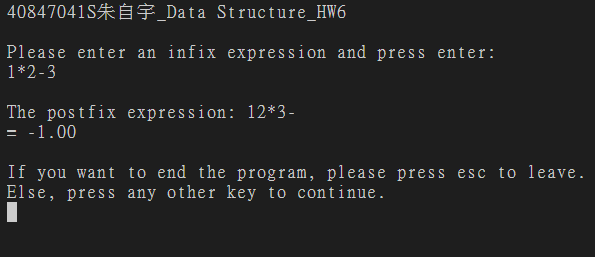 40847041S朱自宇_Data Structure_HW6
Please enter an infix expression and press enter:
1*2-3
The postfix expression: 12*3-
= -1.00
If you want to end the program, please press esc to leave.
Else, press any other key to continue.